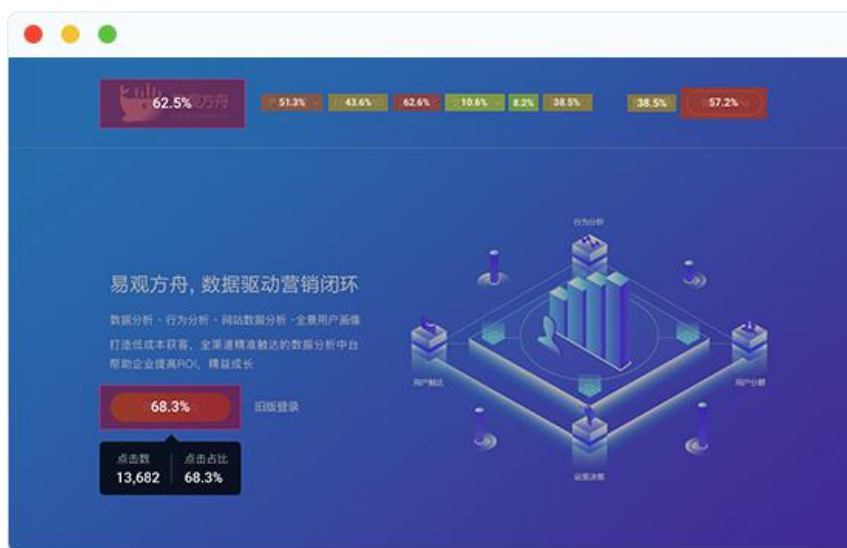 62.5%
51.3%
43.6%
62.6%
10.6%
8.2%
38.5%
38.5%
57.2%
行为分析
易观方舟, 数据驱动营销闭环
数据分析·行为分析·网站数据分析·全景用户画像
打造低成本获客，全渠道精准触达的数据分析中台
帮助企业提高ROI，精益成长
用户触达
用户分群
68.3%
旧版登录
点击数 点击占比
13,682 68.3%
运营决策